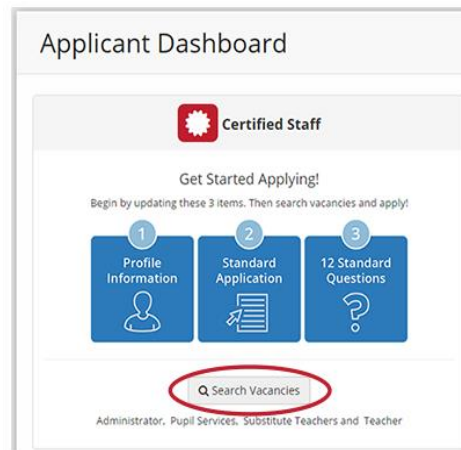 Applicant Dashboard
Certified Staff
Get Started Applying!
Begin by updating these 3 items. Then search vacancies and apply!
1
Profile
Information
2
Standard
Application
3
12 Standard
Questions
Search Vacancies
Administrator, Pupil Services, Substitute Teachers and Teacher